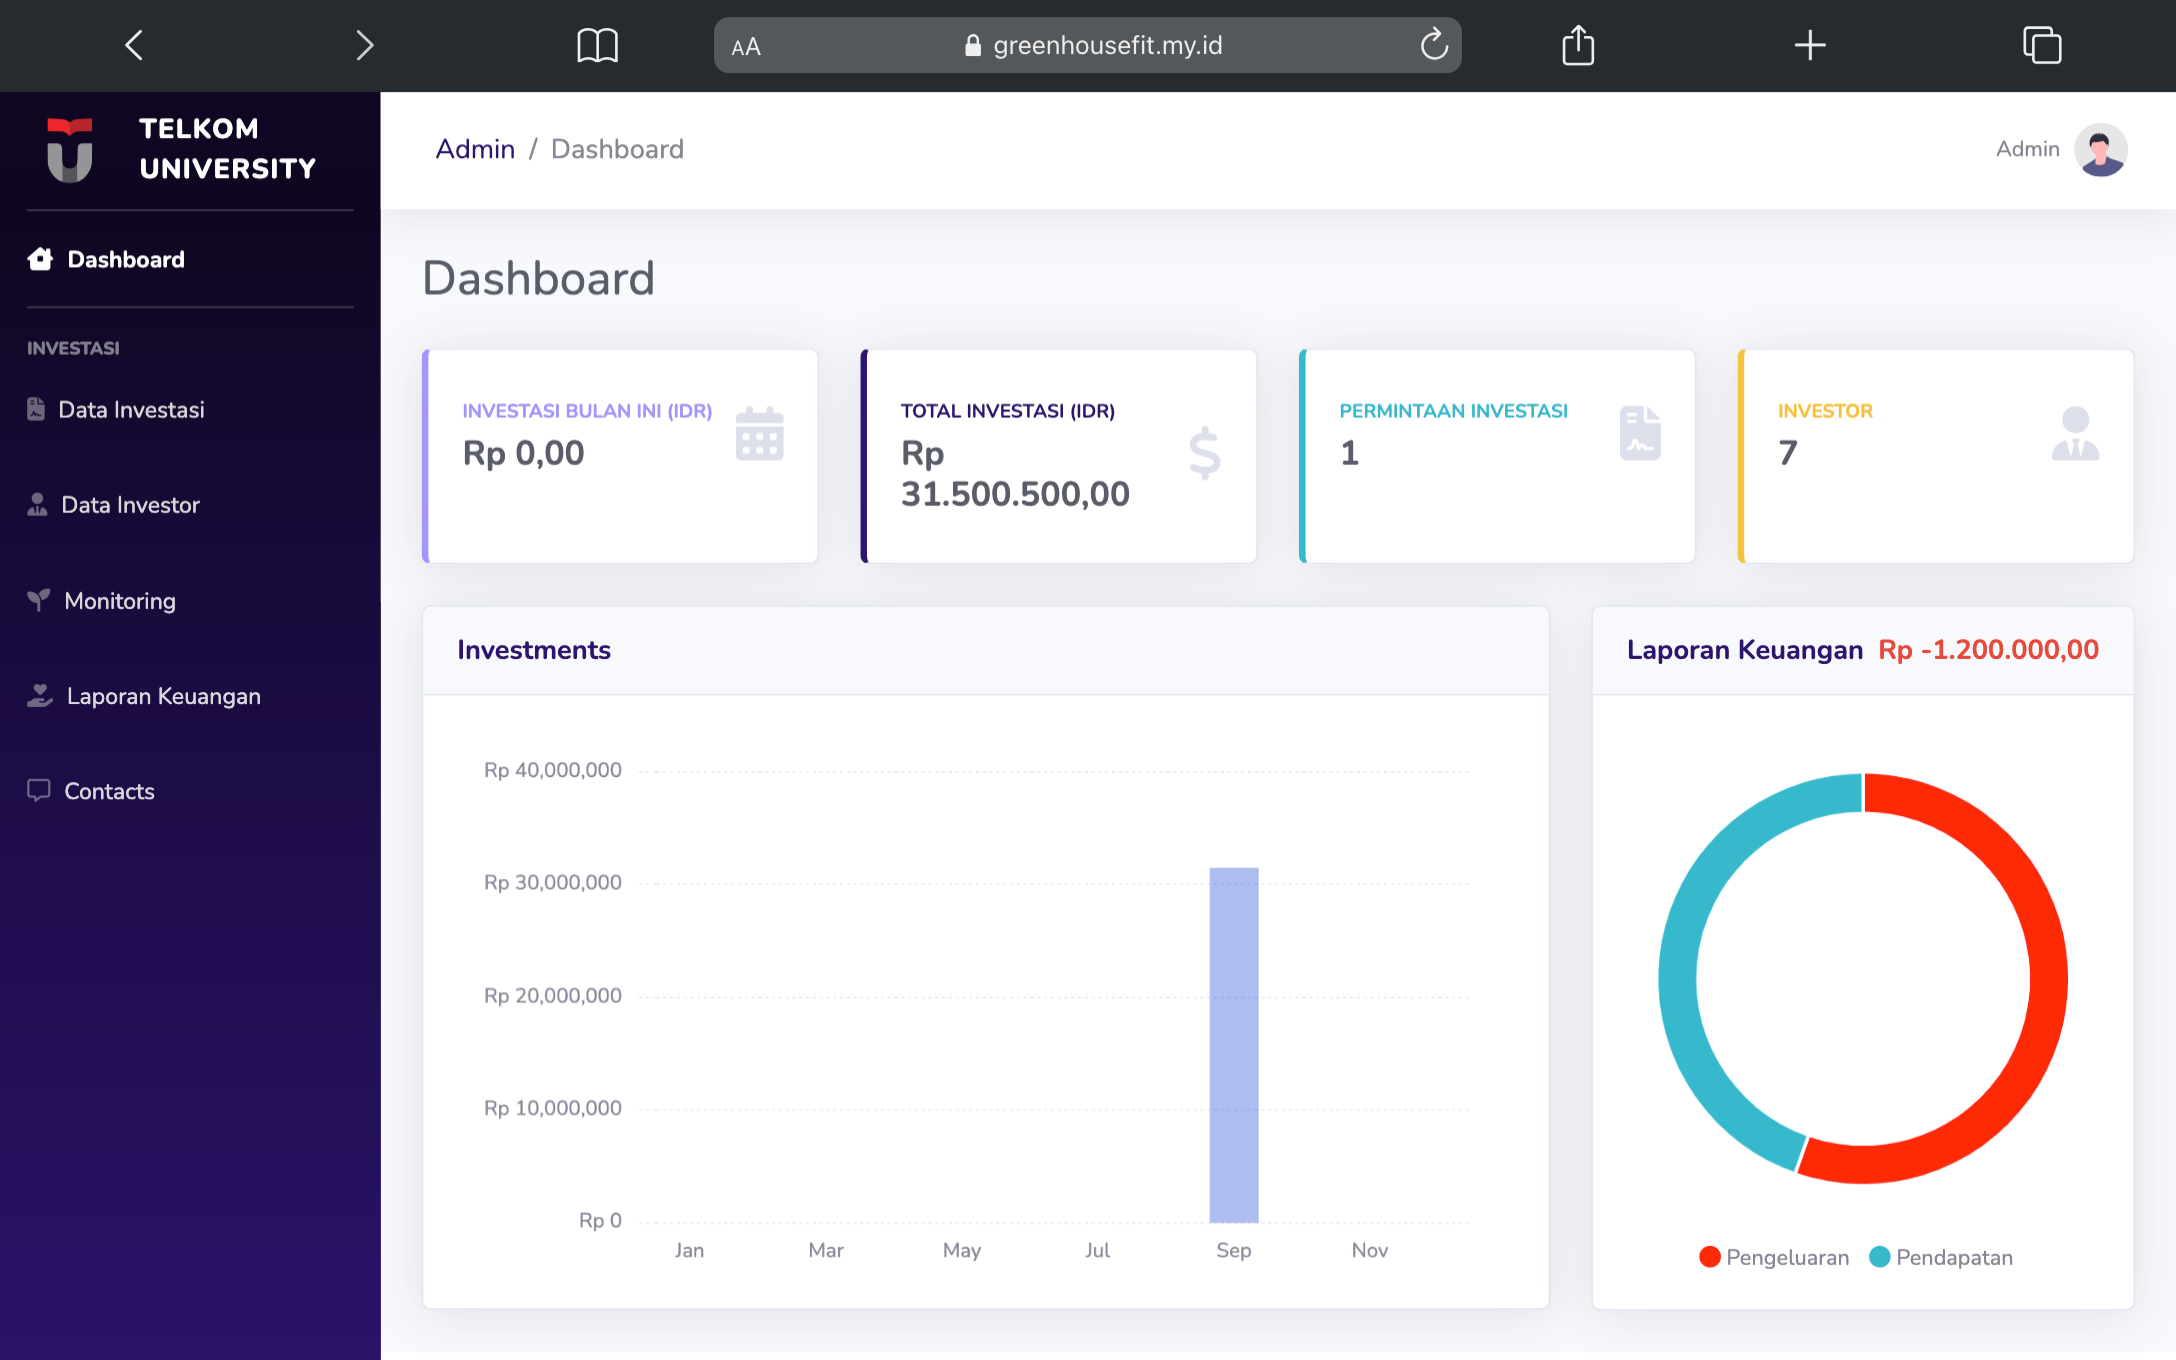 AA
greenhousefit.my.id
TELKOM
UNIVERSITY
Dashboard
INVESTASI
Data Investasi
Data Investor
Monitoring
Laporan Keuangan
Contacts
Admin / Dashboard
Admin
Dashboard
INVESTASI BULAN INI (IDR)
Rp 0,00
TOTAL INVESTASI (IDR)
Rp
31.500.500,00
PERMINTAAN INVESTASI
1
INVESTOR
7
Investments
Rp 40,000,000
Rp 30,000,000
Rp 20,000,000
Rp 10,000,000
Rp 0
Jan Mar May Jul Sep Nov
Laporan Keuangan Rp -1.200.000,00
Pengeluaran Pendapatan